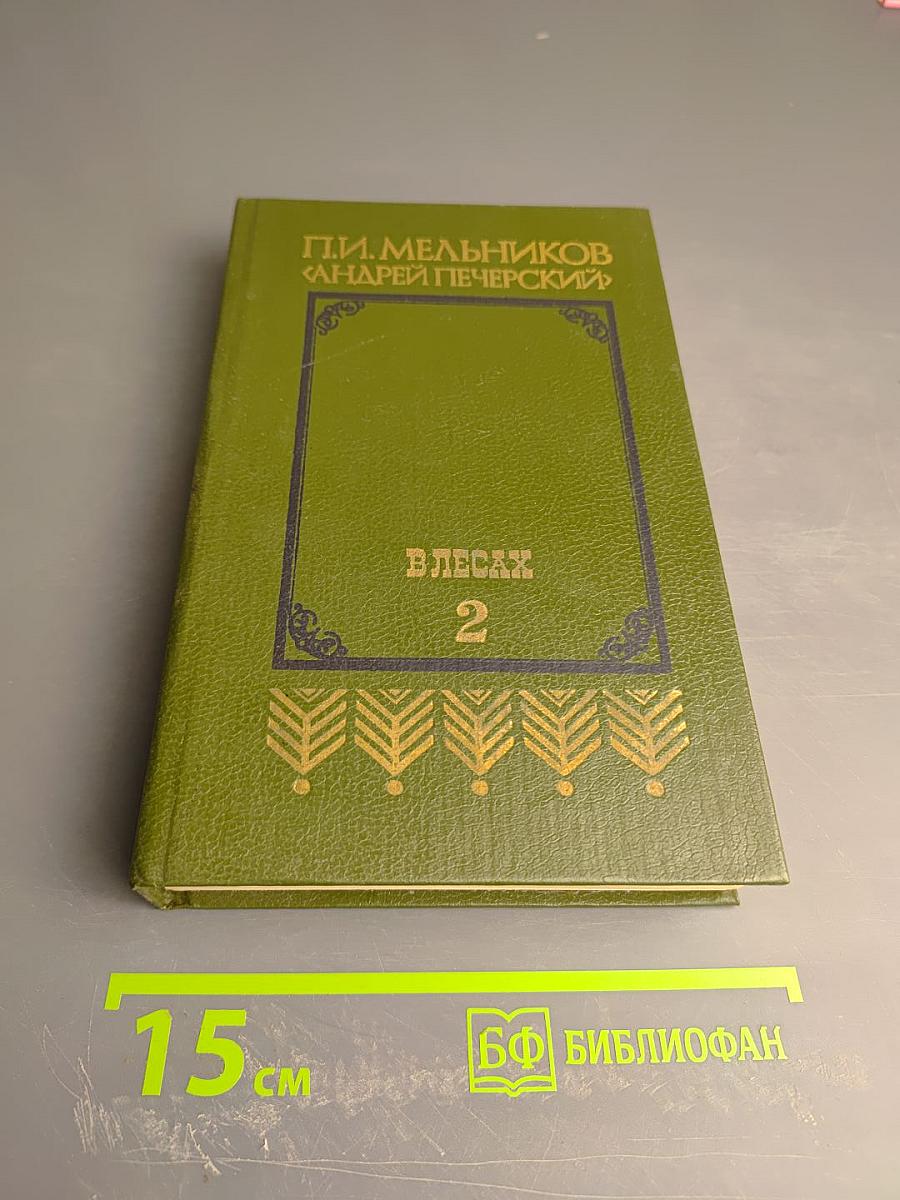 П.И. МЕЛЬНИКОВ
‹АНДРЕЙ ПЕЧЕРСКИЙ›
В ЛЕСАХ
2
15 см
БФ БИБЛИОФАН